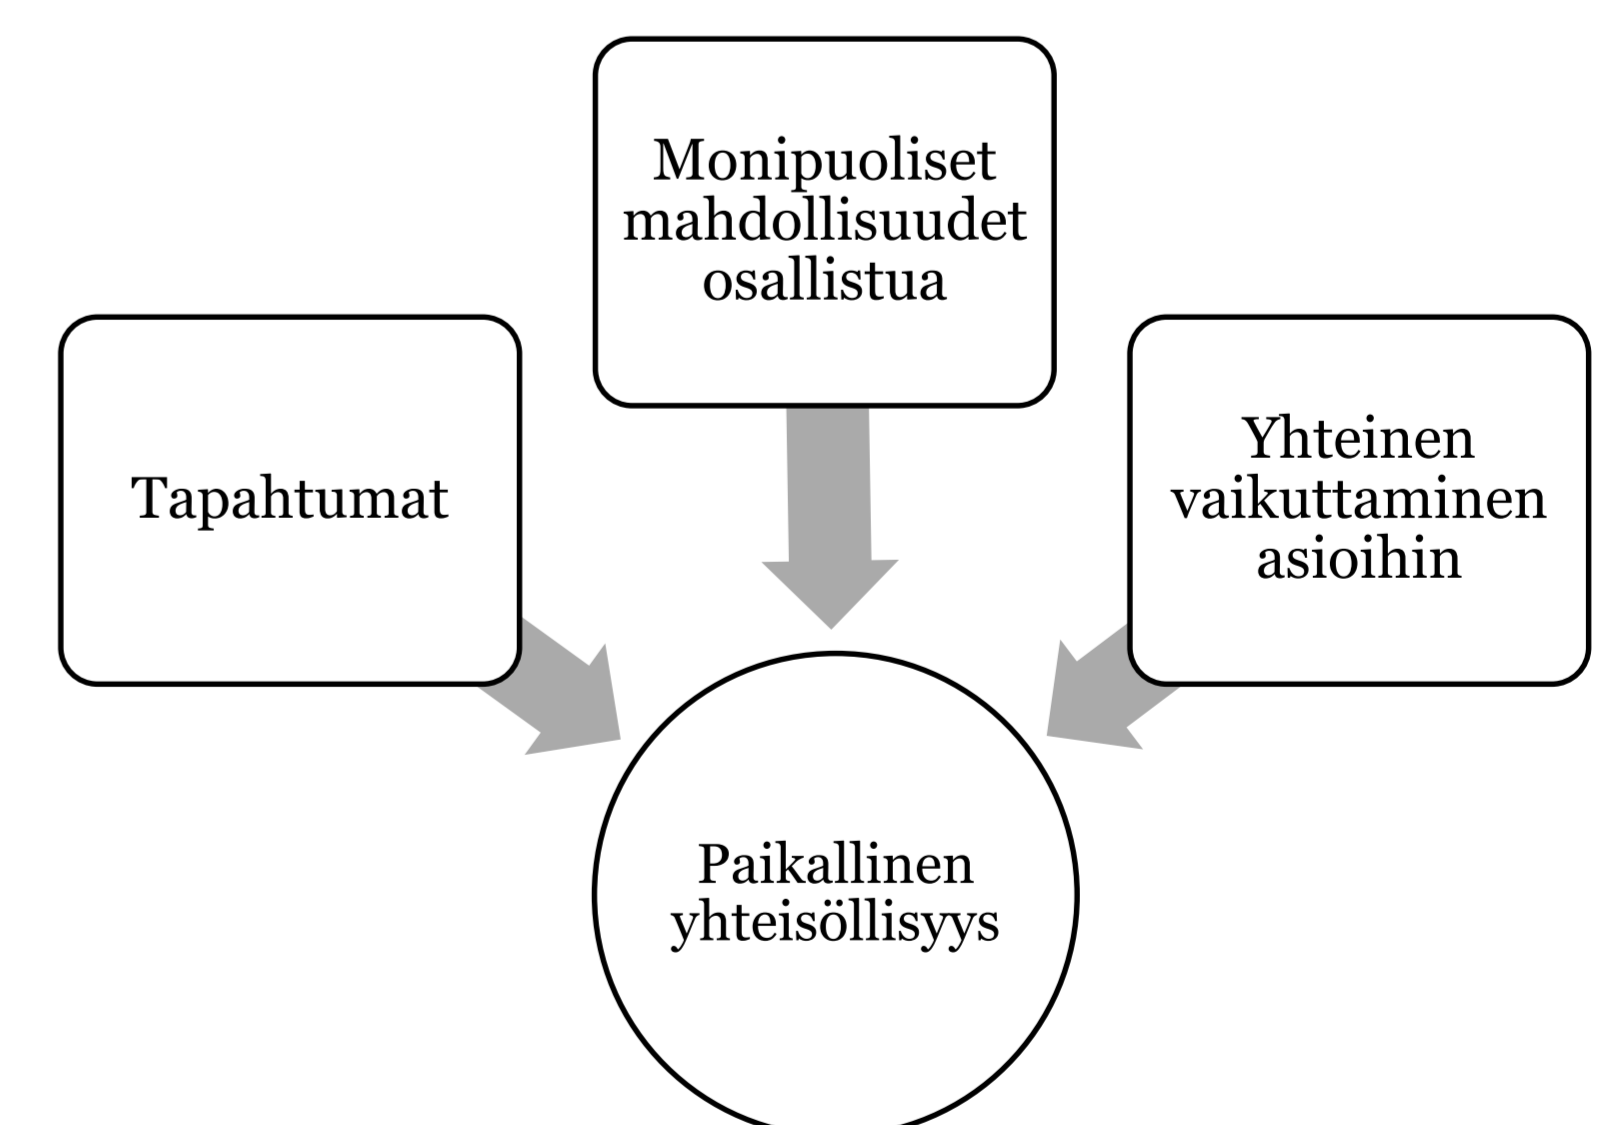 Monipuoliset
mahdollisuudet
osallistua
Tapahtumat
Yhteinen
vaikuttaminen
asioihin
Paikallinen
yhteisöllisyys